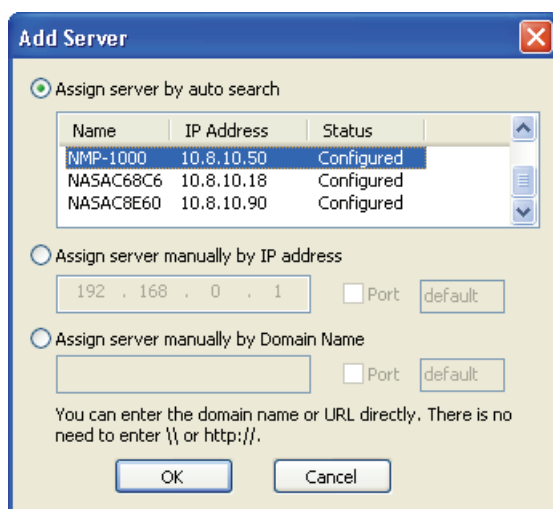 Add Server
Assign server by auto search
Name IP Address Status
NMP-1000 10.8.10.50 Configured
NASAC68C6 10.8.10.18 Configured
NASAC8E60 10.8.10.90 Configured
Assign server manually by IP address
192 . 168 . 0 . 1 Port default
Assign server manually by Domain Name
Port default
You can enter the domain name or URL directly. There is no
need to enter \\ or http://.
OK Cancel